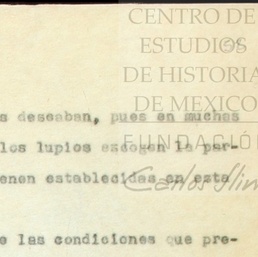 CENTRO DE
ESTUDIOS
DE HISTORIA
DE MEXICO
s deseaban, pues en muchos
los lupios escogen la par-
FUNDACIÓ
enen establecidas en esta
Carlos Slim
e las condiciones que pre-